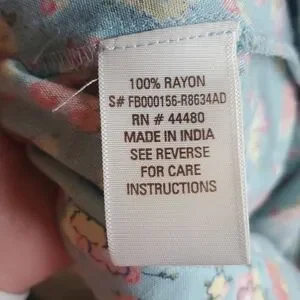 100% RAYON
S# FB000156-R8634AD
RN # 44480
MADE IN INDIA
SEE REVERSE
FOR CARE
INSTRUCTIONS